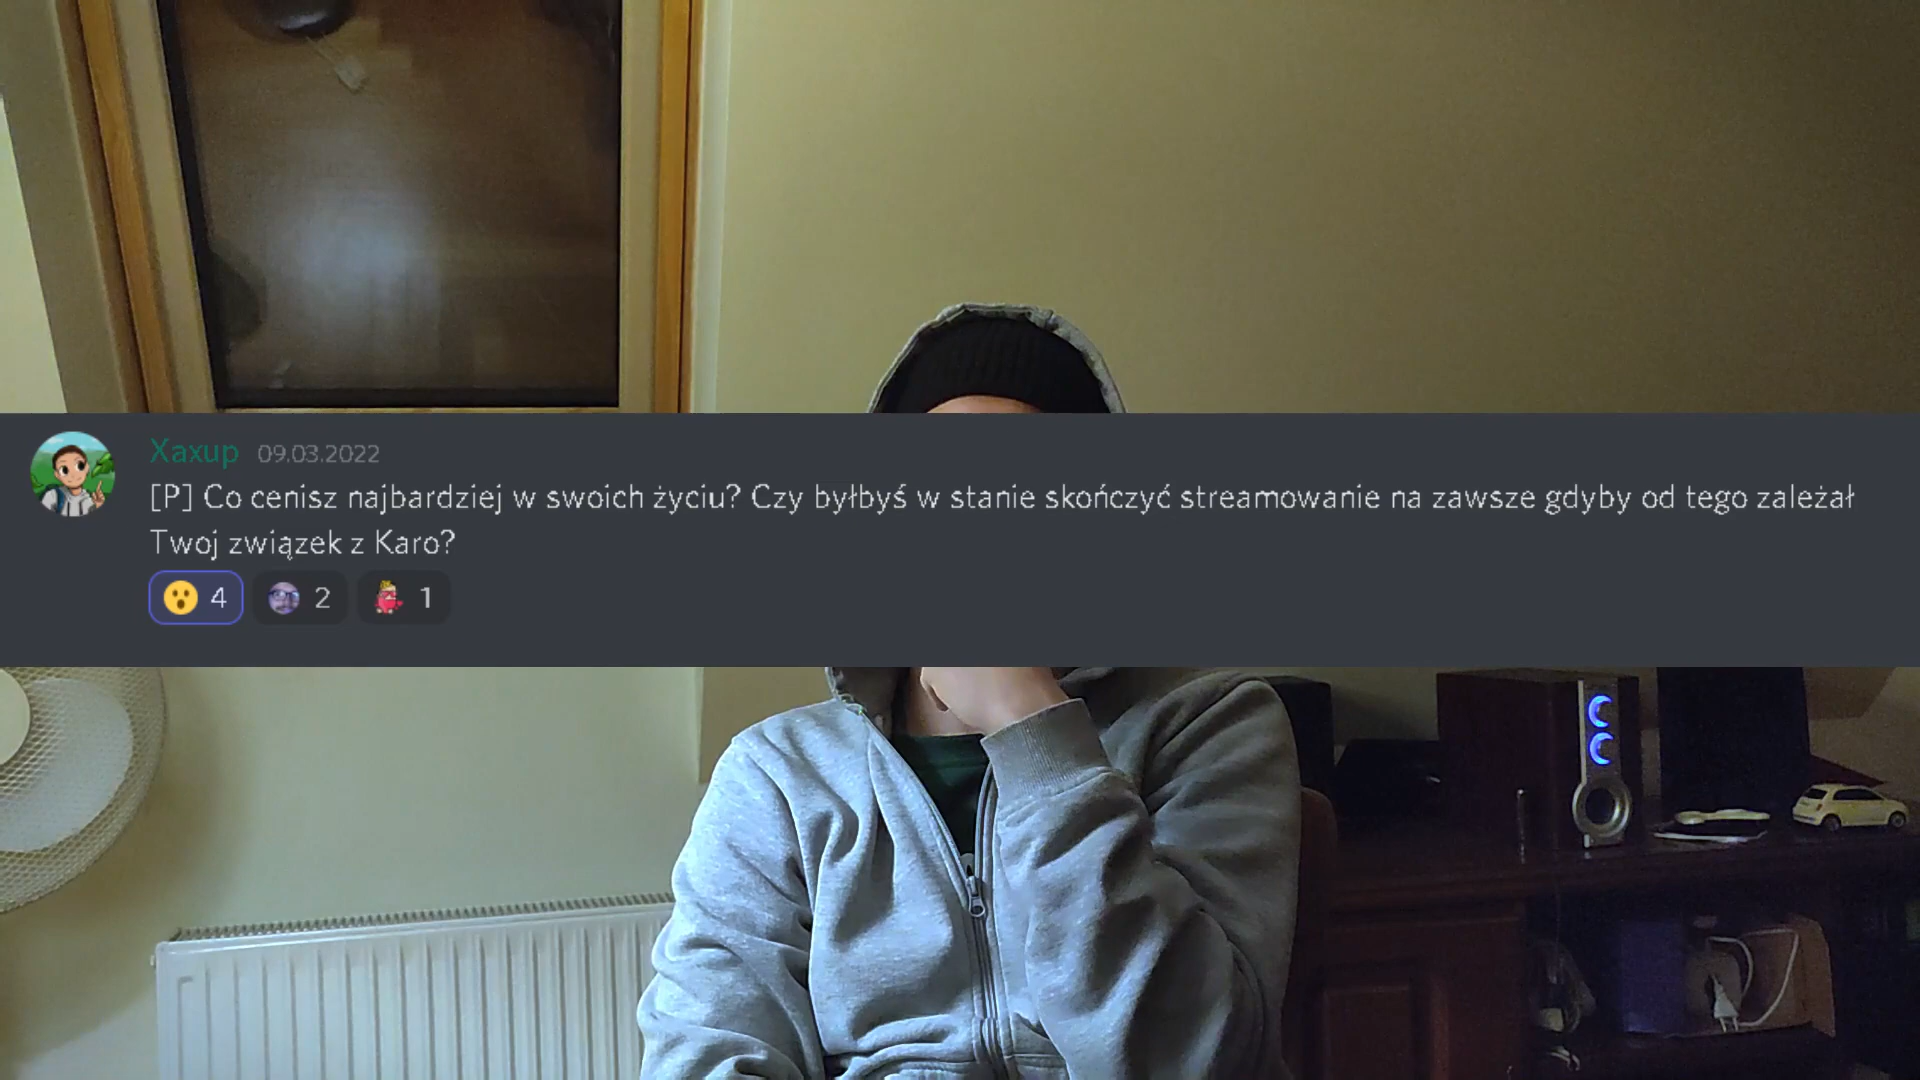 Xaxup 09.03.2022
[P] Co cenisz najbardziej w swoich życiu? Czy byłbyś w stanie skończyć streamowanie na zawsze gdyby od tego zależał
Twoj związek z Karo?
4 2 1